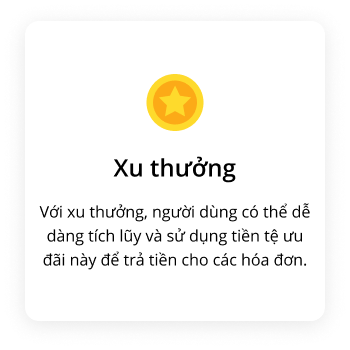 Xu thưởng
Với xu thưởng, người dùng có thể dễ
dàng tích lũy và sử dụng tiền tệ ưu
đãi này để trả tiền cho các hóa đơn.